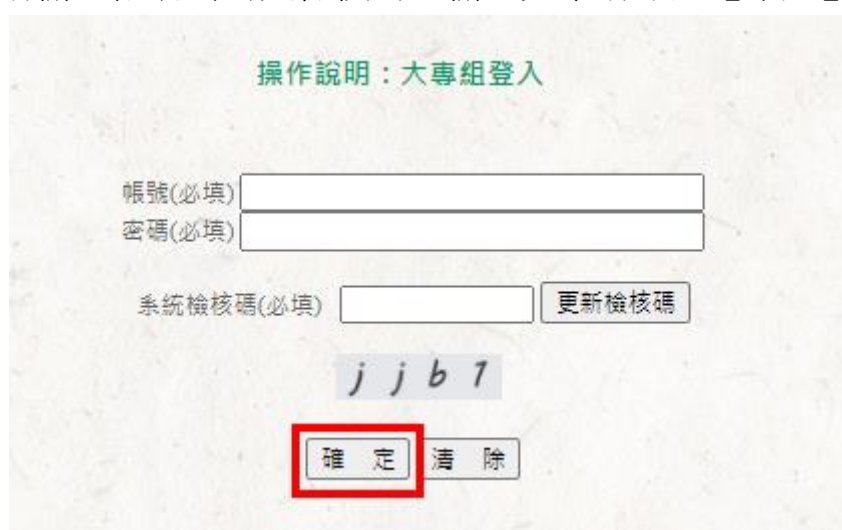 操作說明：大專組登入
帳號(必填)
密碼(必填)
系統檢核碼(必填) 更新檢核碼
j j b 1
確 定 清 除